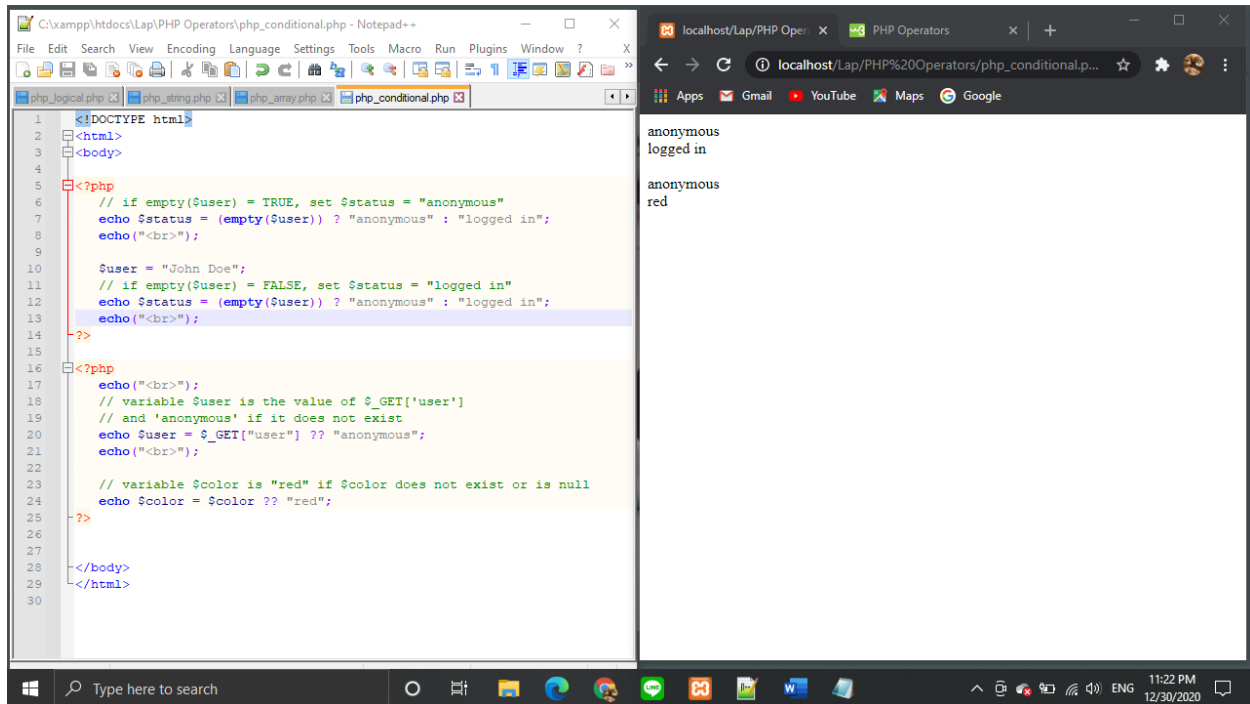 C:\xampp\htdocs\Lap\PHP Operators\php_conditional.php - Notepad++
File Edit Search View Encoding Language Settings Tools Macro Run Plugins Window ? X
php_logical.php php_string.php php_array.php php_conditional.php
1 <!DOCTYPE html>
2 <html>
3 <body>
4
5 <?php
6 // if empty($user) = TRUE, set $status = "anonymous"
7 echo $status = (empty($user)) ? "anonymous" : "logged in";
8 echo("<br>");
9
10 $user = "John Doe";
11 // if empty($user) = FALSE, set $status = "logged in"
12 echo $status = (empty($user)) ? "anonymous" : "logged in";
13 echo("<br>");
14 ?>
15
16 <?php
17 echo("<br>");
18 // variable $user is the value of $_GET['user']
19 // and 'anonymous' if it does not exist
20 echo $user = $_GET["user"] ?? "anonymous";
21 echo("<br>");
22
23 // variable $color is "red" if $color does not exist or is null
24 echo $color = $color ?? "red";
25 ?>
26
27
28 </body>
29 </html>
30
localhost/Lap/PHP Oper PHP Operators
localhost/Lap/PHP%20Operators/php_conditional.p...
Apps Gmail YouTube Maps Google
anonymous
logged in
anonymous
red
Type here to search
LINE
ENG
11:22 PM
12/30/2020